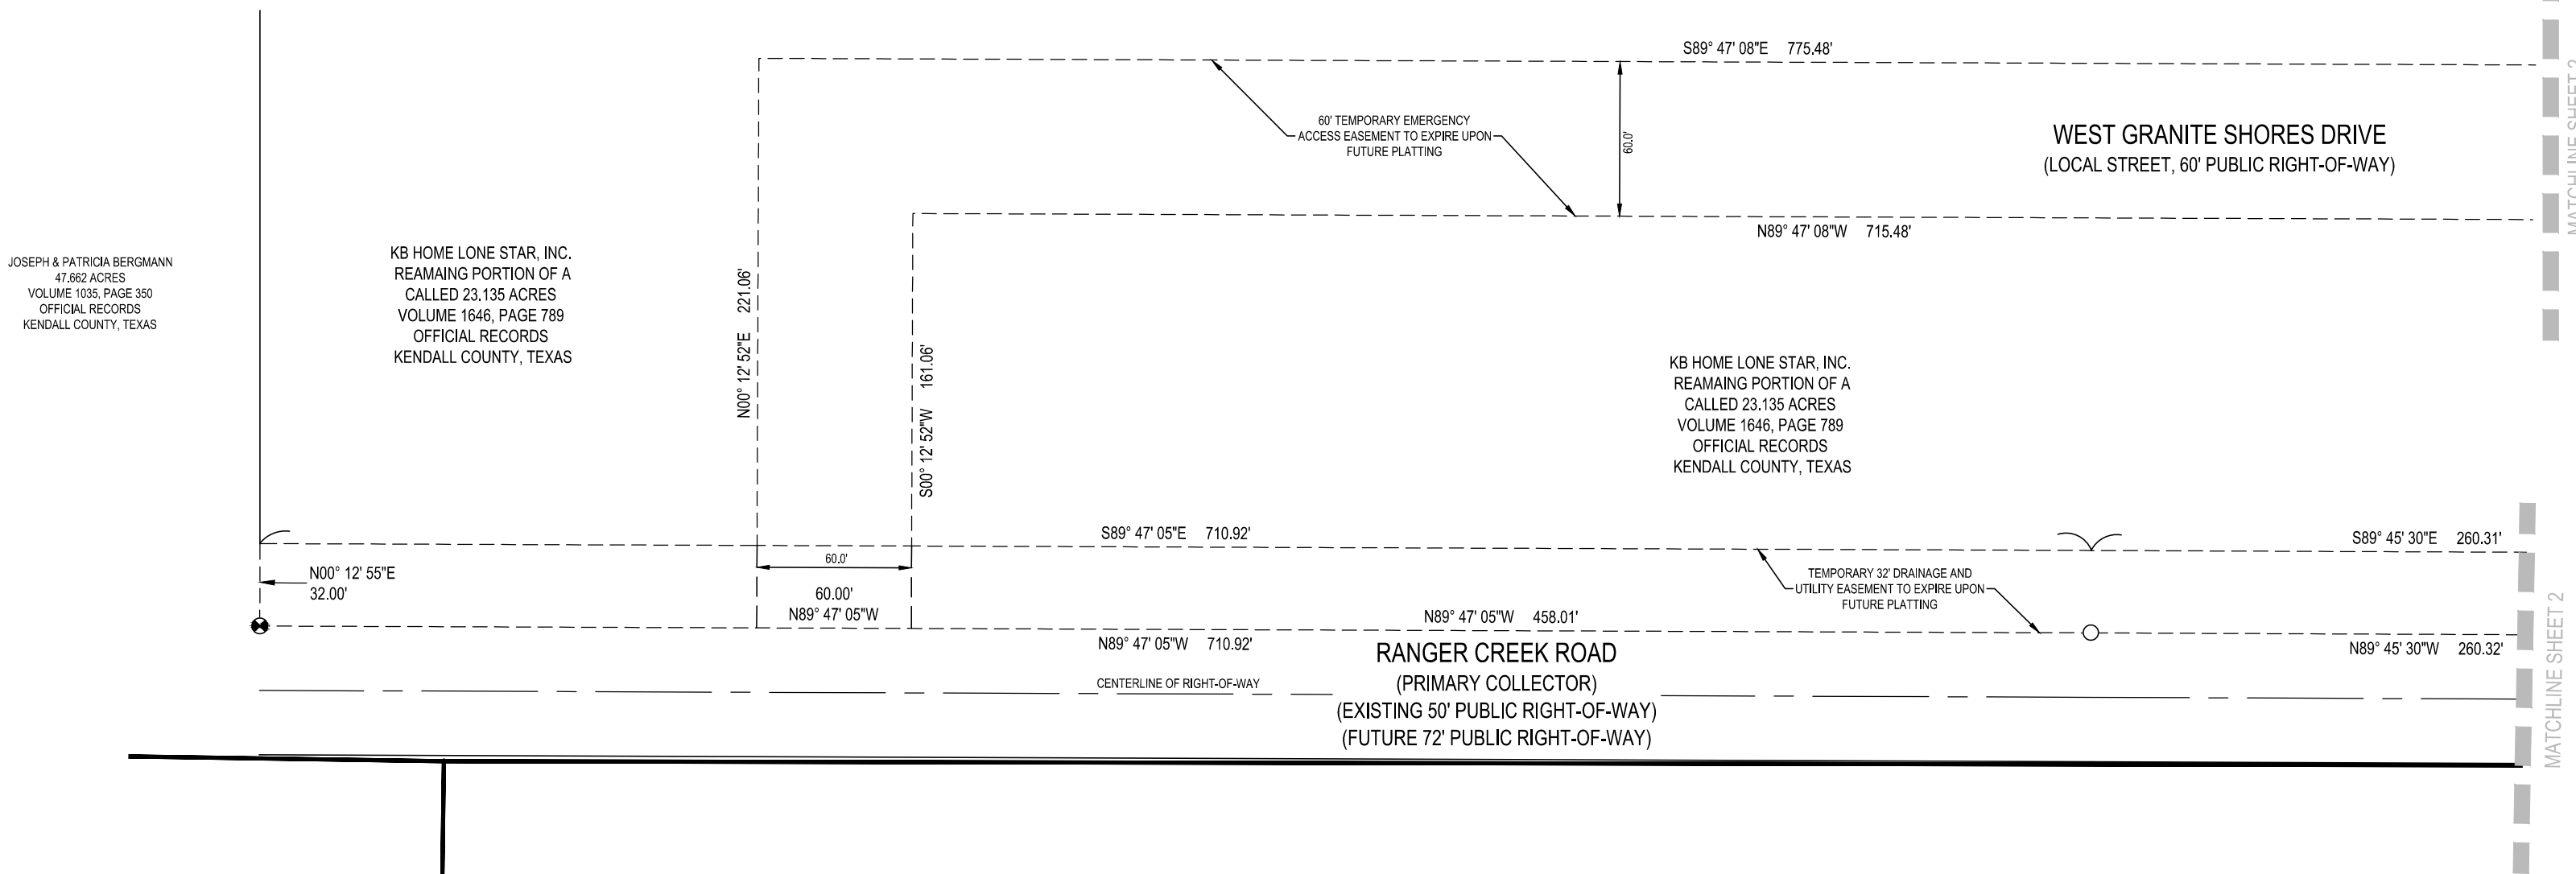 S89° 47' 08"E 775.48'
60' TEMPORARY EMERGENCY
ACCESS EASEMENT TO EXPIRE UPON
FUTURE PLATTING
60.0'
WEST GRANITE SHORES DRIVE
(LOCAL STREET, 60' PUBLIC RIGHT-OF-WAY)
MATCHLINE SHEET 2
N89° 47' 08"W 715.48'
JOSEPH & PATRICIA BERGMANN
47.662 ACRES
VOLUME 1035, PAGE 350
OFFICIAL RECORDS
KENDALL COUNTY, TEXAS
KB HOME LONE STAR, INC.
REAMAING PORTION OF A
CALLED 23.135 ACRES
VOLUME 1646, PAGE 789
OFFICIAL RECORDS
KENDALL COUNTY, TEXAS
N00° 12' 52"E 221.06'
S00° 12' 52"W 161.06'
KB HOME LONE STAR, INC.
REAMAING PORTION OF A
CALLED 23.135 ACRES
VOLUME 1646, PAGE 789
OFFICIAL RECORDS
KENDALL COUNTY, TEXAS
S89° 47' 05"E 710.92'
S89° 45' 30"E 260.31'
N00° 12' 55"E
32.00'
60.0'
60.00'
N89° 47' 05"W
TEMPORARY 32' DRAINAGE AND
UTILITY EASEMENT TO EXPIRE UPON
FUTURE PLATTING
N89° 47' 05"W 458.01'
N89° 47' 05"W 710.92'
N89° 45' 30"W 260.32'
RANGER CREEK ROAD
(PRIMARY COLLECTOR)
(EXISTING 50' PUBLIC RIGHT-OF-WAY)
(FUTURE 72' PUBLIC RIGHT-OF-WAY)
CENTERLINE OF RIGHT-OF-WAY
MATCHLINE SHEET 2